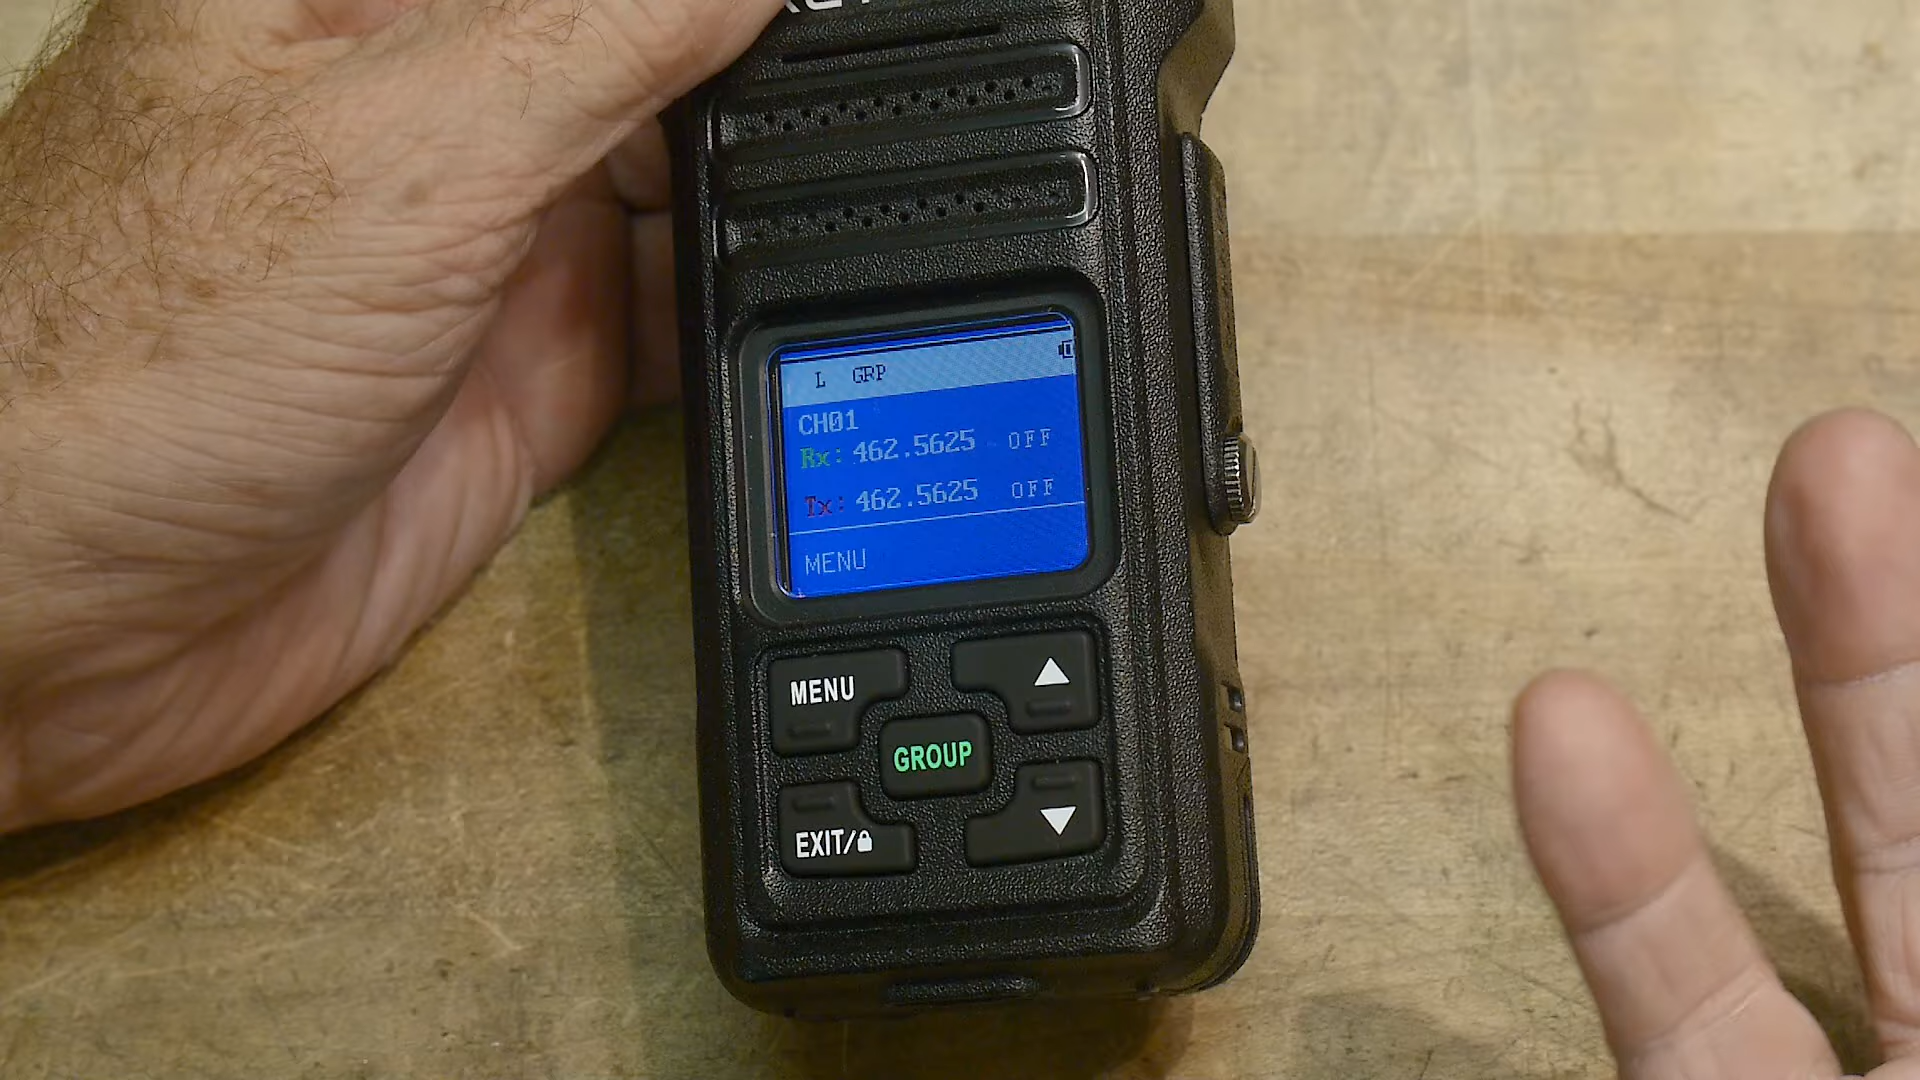 L GRP
CH01
Rx: 462.5625 OFF
Tx: 462.5625 OFF
MENU
MENU
▲
GROUP
EXIT/
▼